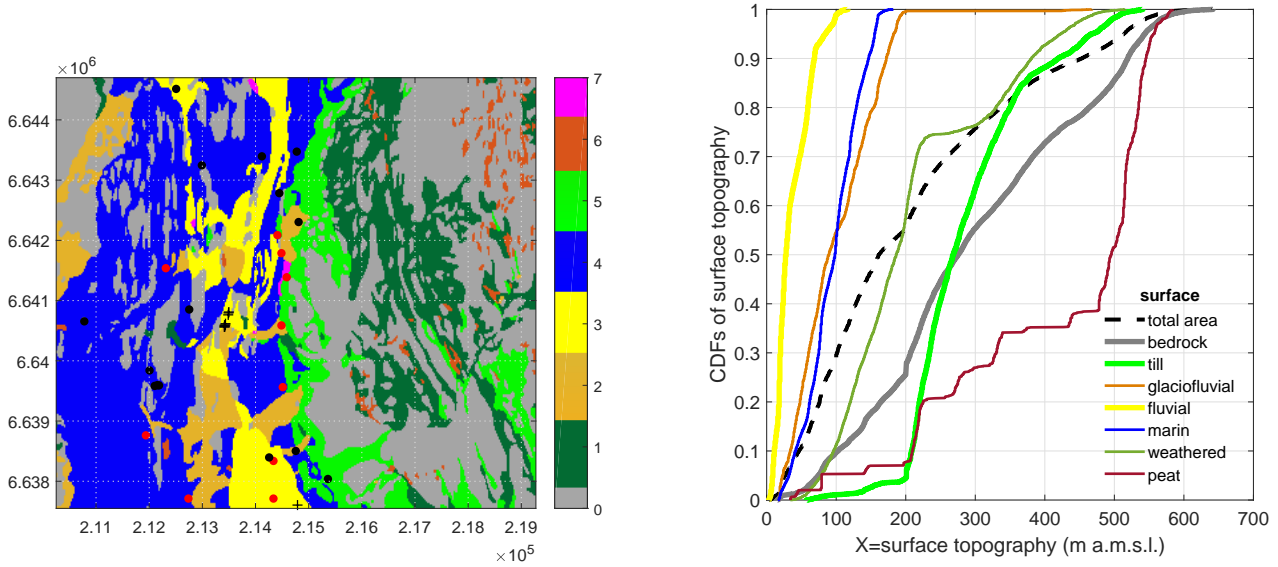 ×10⁶
6.644
6.643
6.642
6.641
6.64
6.639
6.638
2.11 2.12 2.13 2.14 2.15 2.16 2.17 2.18 2.19
×10⁵
7
6
5
4
3
2
1
0
CDFs of surface topography
1
0.9
0.8
0.7
0.6
0.5
0.4
0.3
0.2
0.1
0
0 100 200 300 400 500 600 700
X=surface topography (m a.m.s.l.)
surface
total area
bedrock
till
glaciofluvial
fluvial
marin
weathered
peat